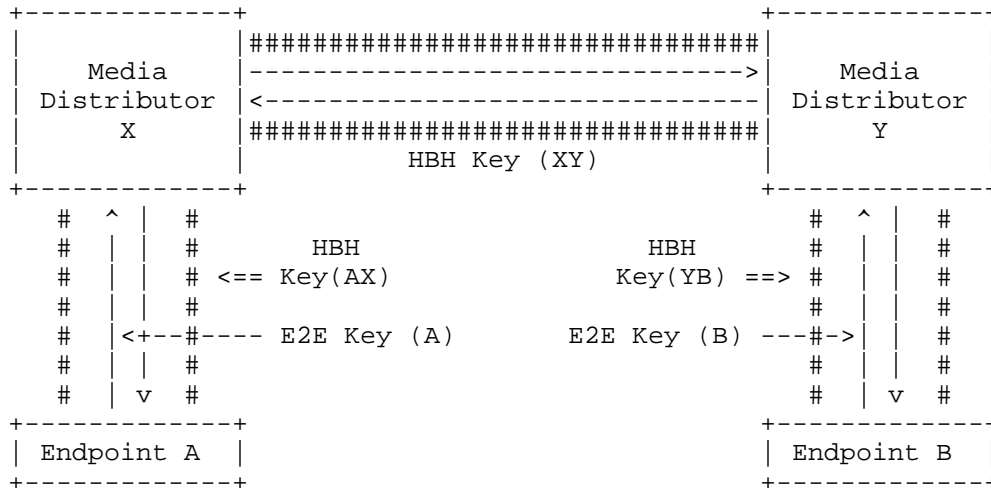 Media Media
Distributor Distributor
X Y
HBH Key (XY)
HBH HBH
<== Key(AX) Key(YB) ==>
E2E Key (A) E2E Key (B)
Endpoint A Endpoint B